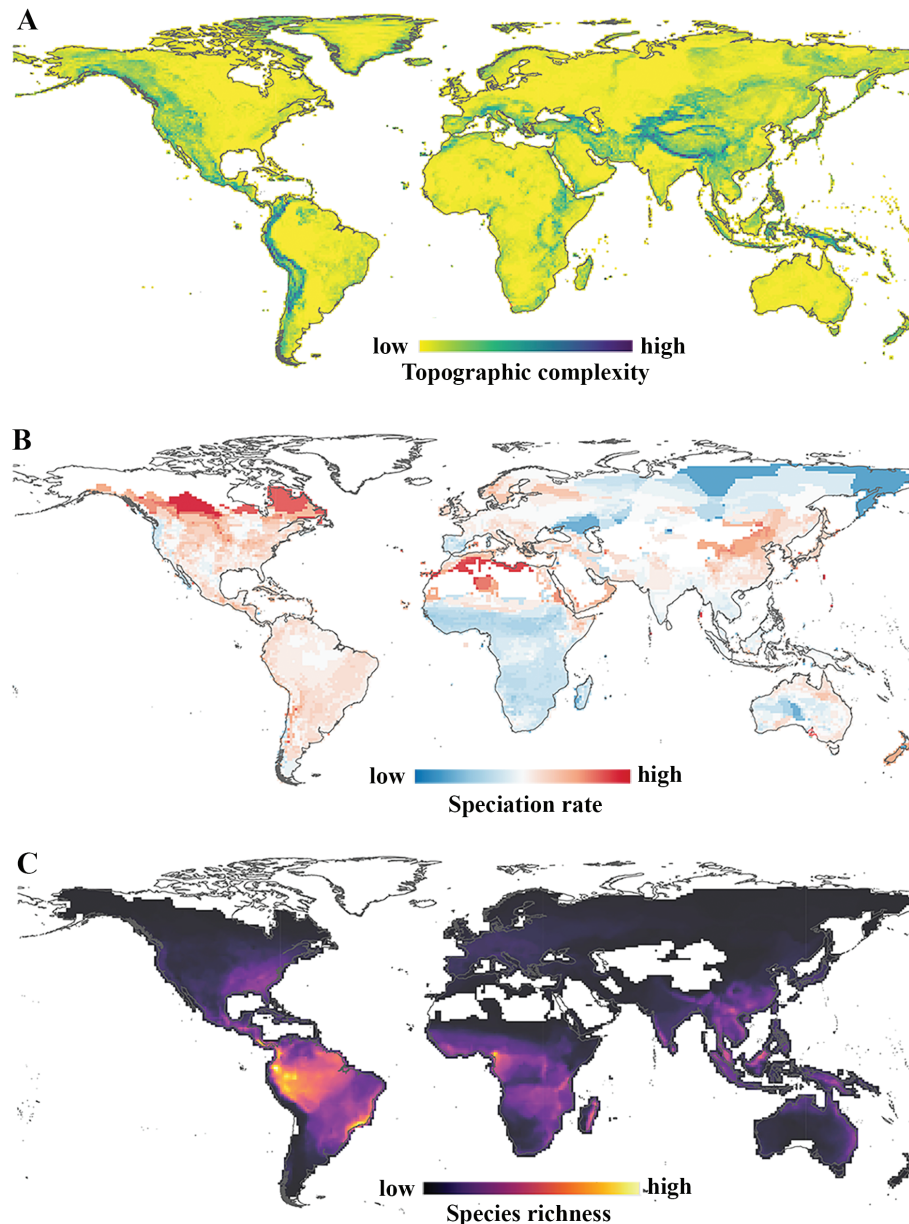 A
low high
Topographic complexity
B
low high
Speciation rate
C
low high
Species richness